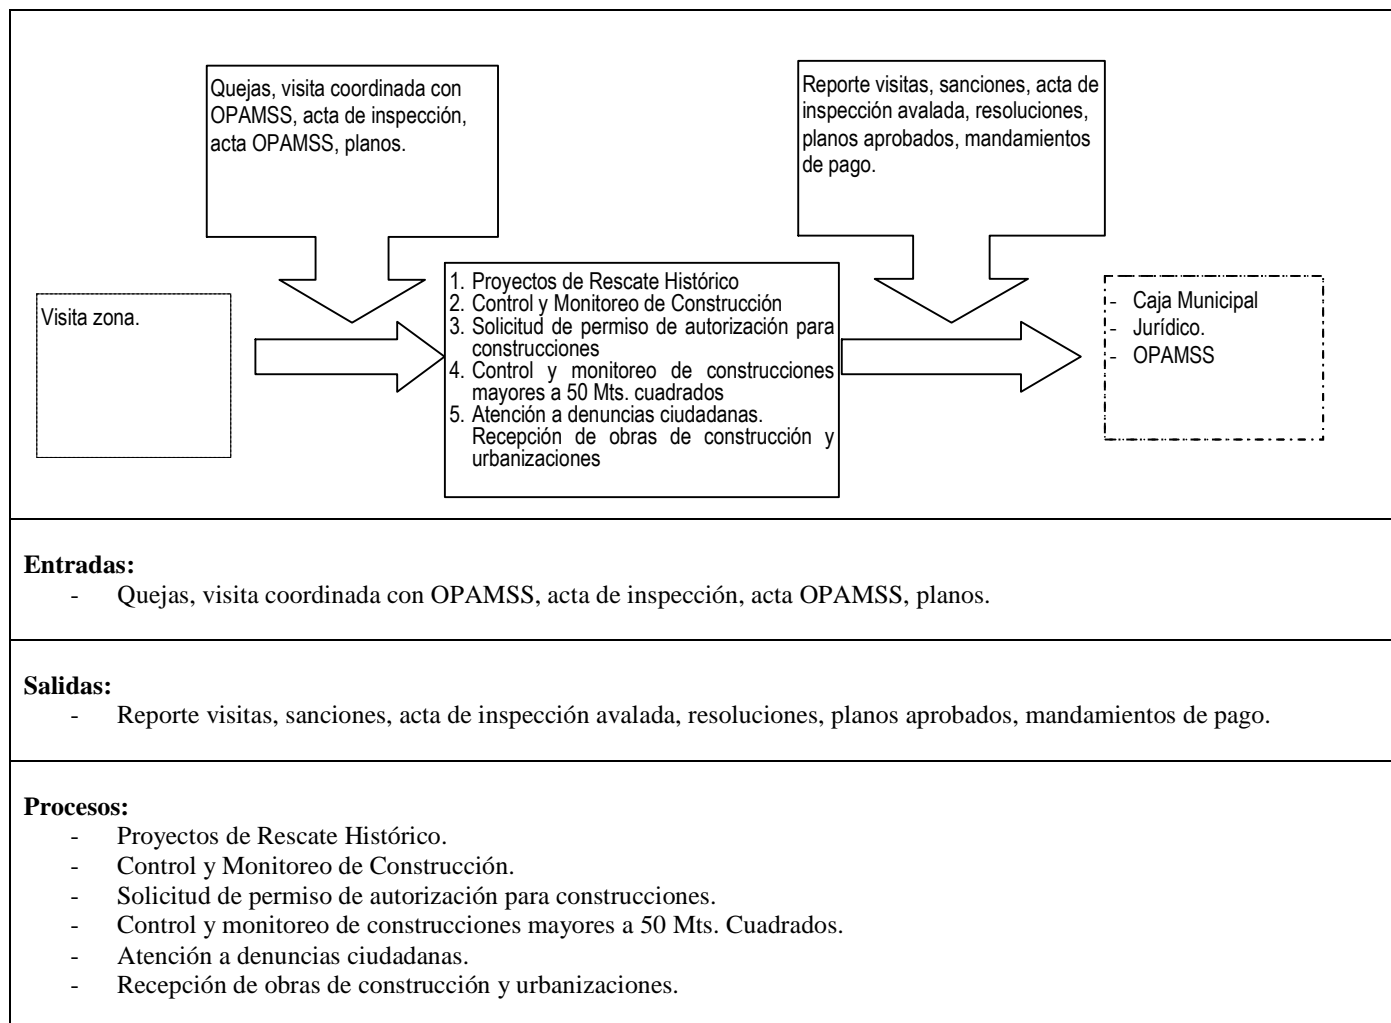 Quejas, visita coordinada con
OPAMSS, acta de inspección,
acta OPAMSS, planos.
Reporte visitas, sanciones, acta de
inspección avalada, resoluciones,
planos aprobados, mandamientos
de pago.
Visita zona.
1. Proyectos de Rescate Histórico
2. Control y Monitoreo de Construcción
3. Solicitud de permiso de autorización para
construcciones
4. Control y monitoreo de construcciones
mayores a 50 Mts. cuadrados
5. Atención a denuncias ciudadanas.
Recepción de obras de construcción y
urbanizaciones
- Caja Municipal
- Jurídico.
- OPAMSS
Entradas:
- Quejas, visita coordinada con OPAMSS, acta de inspección, acta OPAMSS, planos.
Salidas:
- Reporte visitas, sanciones, acta de inspección avalada, resoluciones, planos aprobados, mandamientos de pago.
Procesos:
- Proyectos de Rescate Histórico.
- Control y Monitoreo de Construcción.
- Solicitud de permiso de autorización para construcciones.
- Control y monitoreo de construcciones mayores a 50 Mts. Cuadrados.
- Atención a denuncias ciudadanas.
- Recepción de obras de construcción y urbanizaciones.